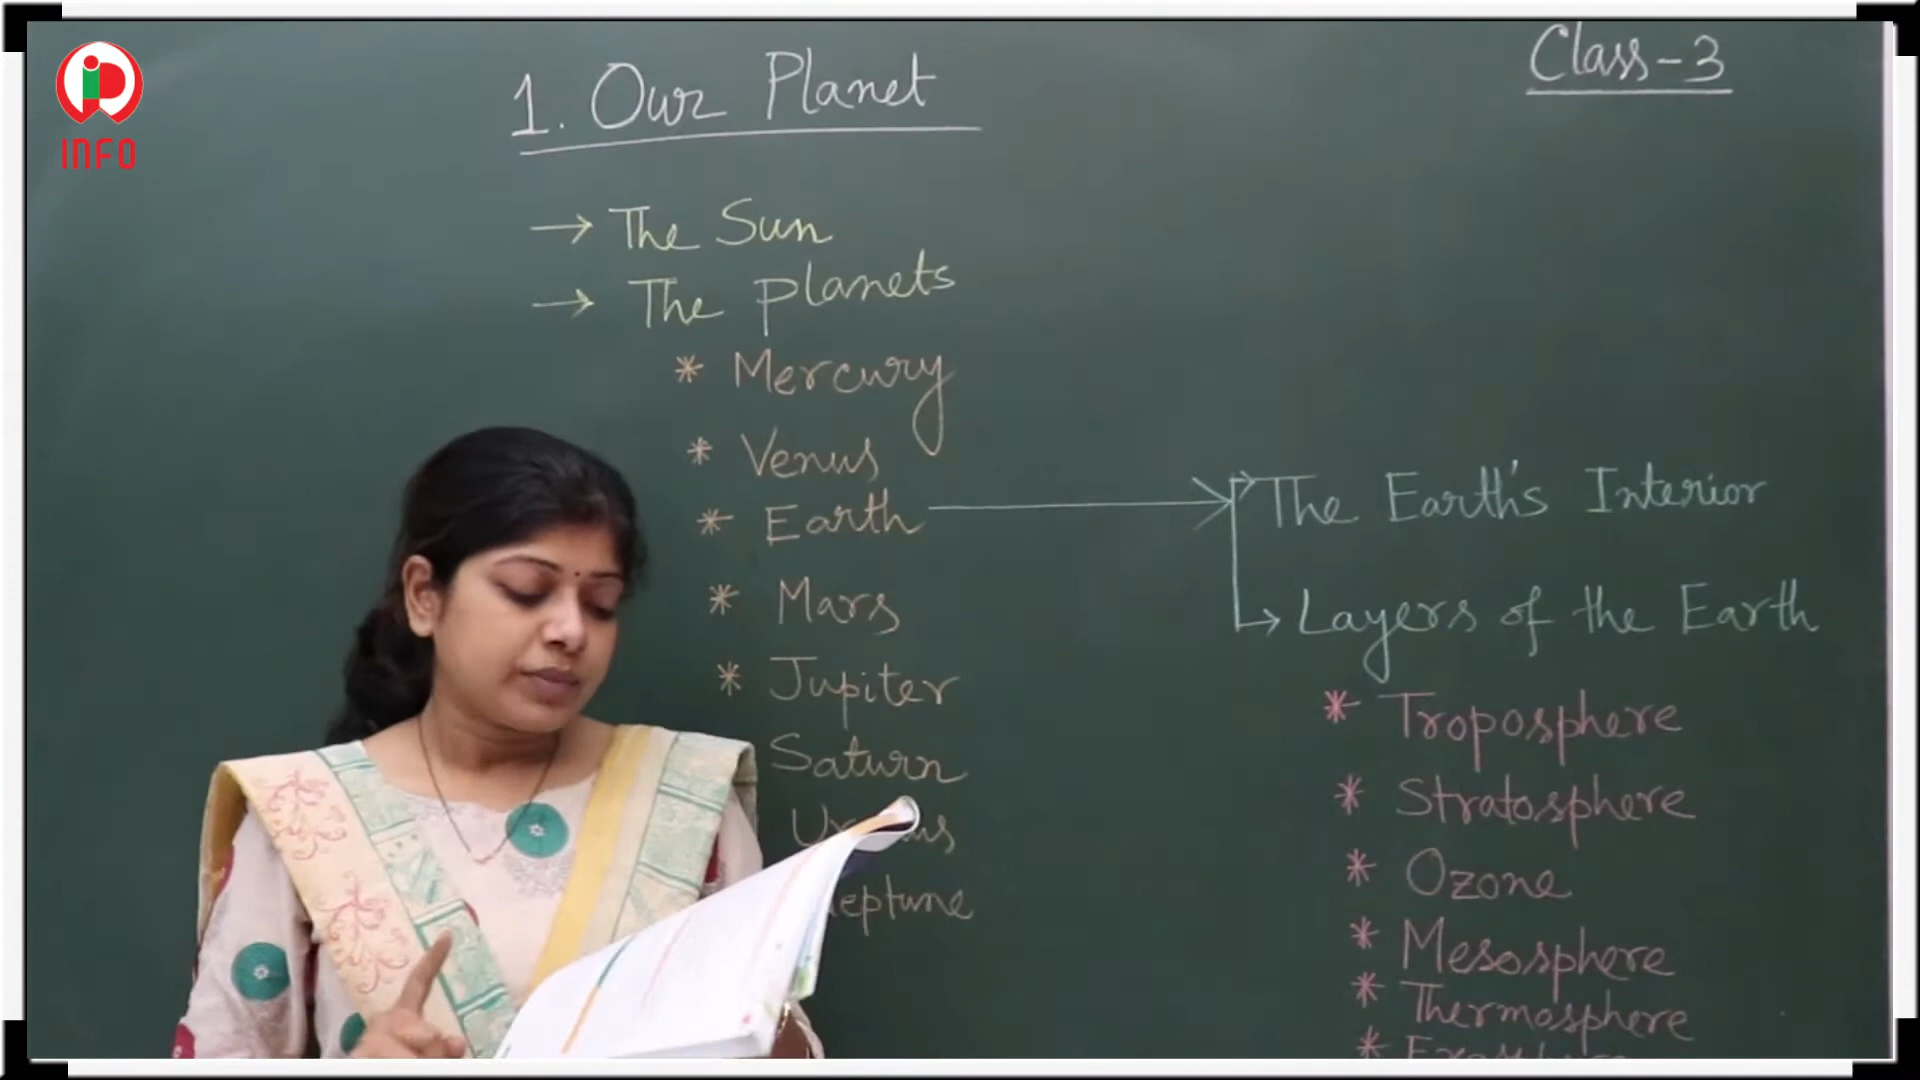 INFO
1. Our Planet
Class-3
→ The Sun
→ The planets
* Mercury
* Venus
* Earth
* Mars
* Jupiter
Saturn
Neptune
→ The Earth's Interior
→ Layers of the Earth
* Troposphere
* Stratosphere
* Ozone
* Mesosphere
* Thermosphere